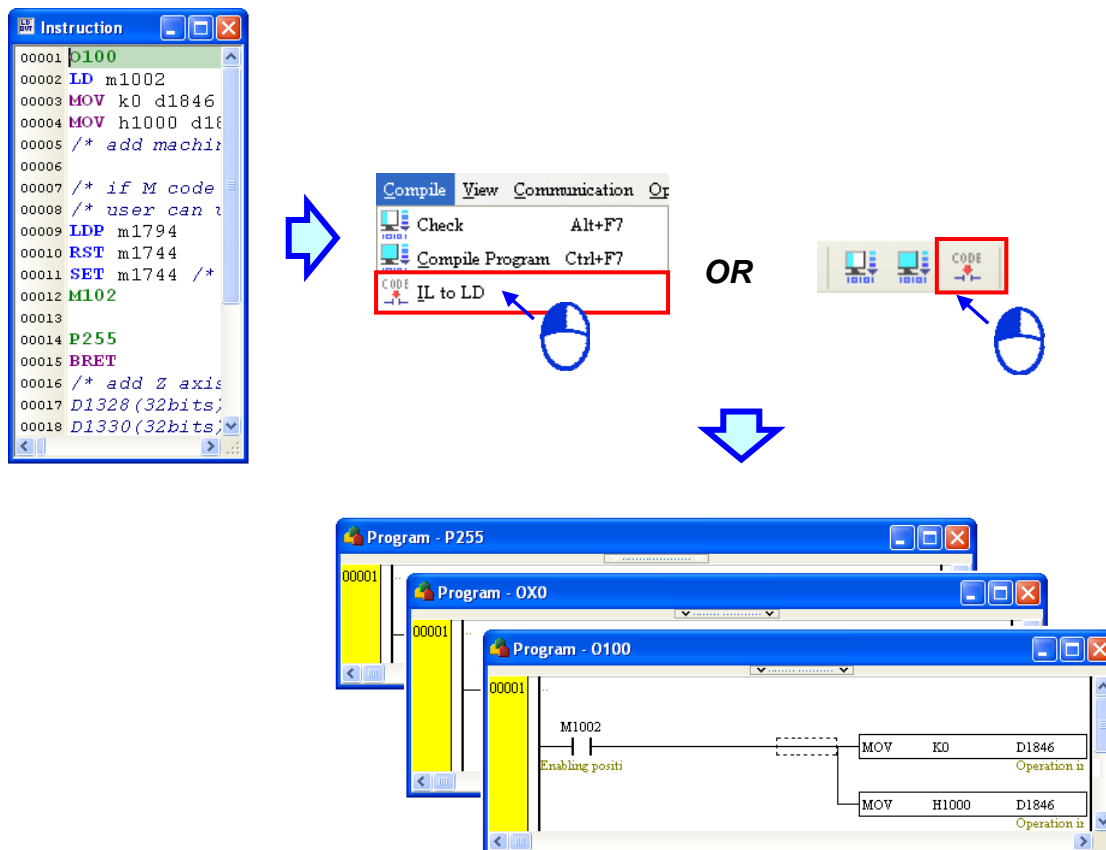 Instruction
00001 O100
00002 LD m1002
00003 MOV k0 d1846
00004 MOV h1000 d18
00005 /* add machin
00006
00007 /* if M code
00008 /* user can u
00009 LDP m1794
00010 RST m1744
00011 SET m1744 /*
00012 M102
00013
00014 P255
00015 BRET
00016 /* add Z axis
00017 D1328(32bits)
00018 D1330(32bits)
Compile View Communication Op
Check Alt+F7
Compile Program Ctrl+F7
CODE IL to LD
OR
CODE
Program - P255
00001
Program - OX0
00001
Program - O100
00001
M1002
Enabling positi
MOV K0 D1846
Operation in
MOV H1000 D1846
Operation in